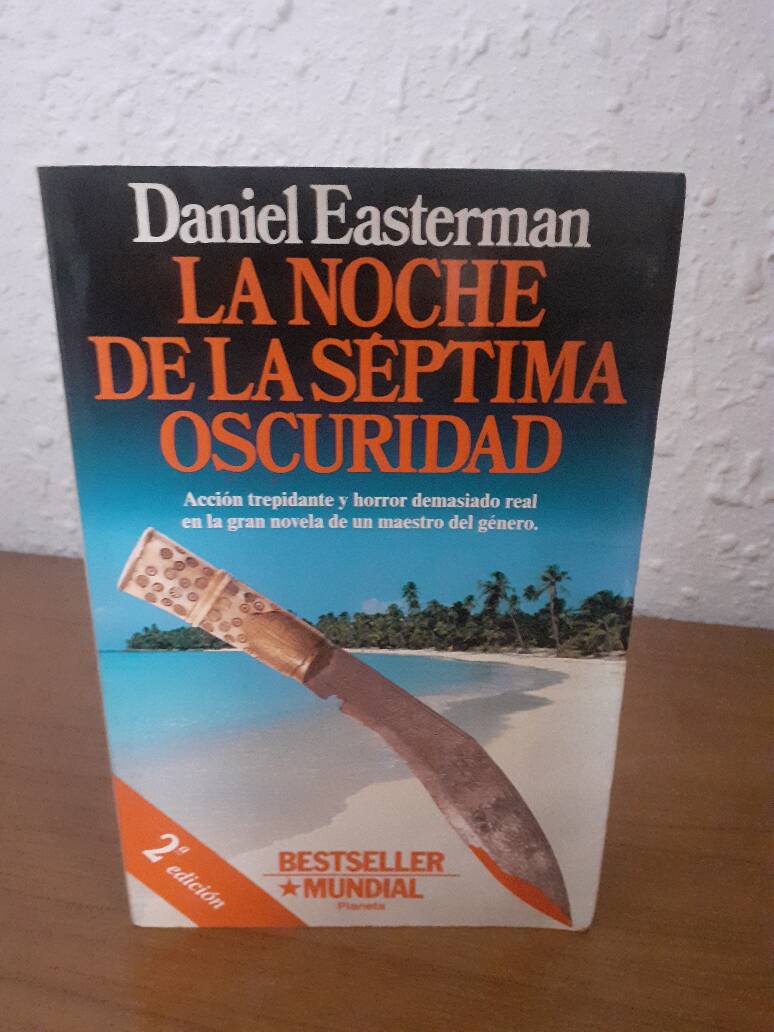 Daniel Easterman
LA NOCHE
DE LA SÉPTIMA
OSCURIDAD
Acción trepidante y horror demasiado real
en la gran novela de un maestro del género.
2ª
edición
BESTSELLER
★MUNDIAL
Planeta